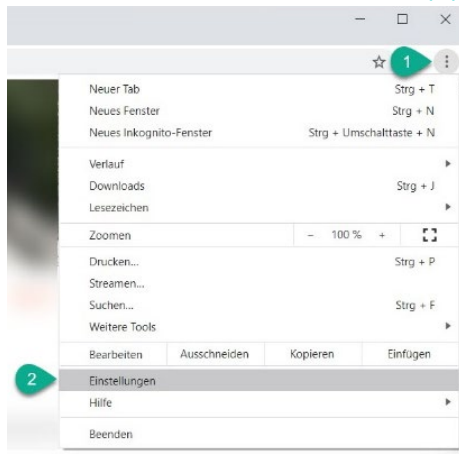 1
Neuer Tab Strg + T
Neues Fenster Strg + N
Neues Inkognito-Fenster Strg + Umschalttaste + N
Verlauf
Downloads Strg + J
Lesezeichen
Zoomen - 100 % +
Drucken... Strg + P
Streamen...
Suchen... Strg + F
Weitere Tools
Bearbeiten Ausschneiden Kopieren Einfügen
2 Einstellungen
Hilfe
Beenden